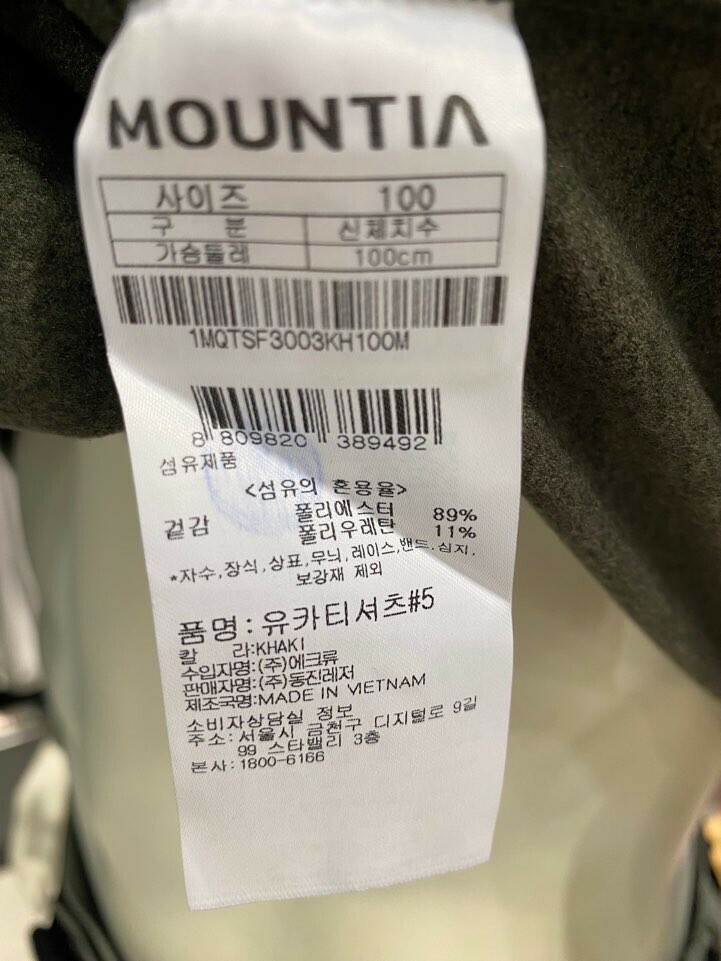 MOUNTIA
사이즈 100
구 분 신체치수
가슴둘레 100cm
1MQTSF3003KH100M
8 809820 389492
섬유제품
<섬유의 혼용율>
겉감 폴리에스터 89%
폴리우레탄 11%
*자수,장식,상표,무늬,레이스,밴드,심지,
보강재 제외
품명:유카티셔츠#5
칼 라:KHAKI
수입자명:(주)에크류
판매자명:(주)동진레저
제조국명:MADE IN VIETNAM
소비자상담실 정보
주소:서울시 금천구 디지털로 9길
99 스타밸리 3층
본사:1800-6166